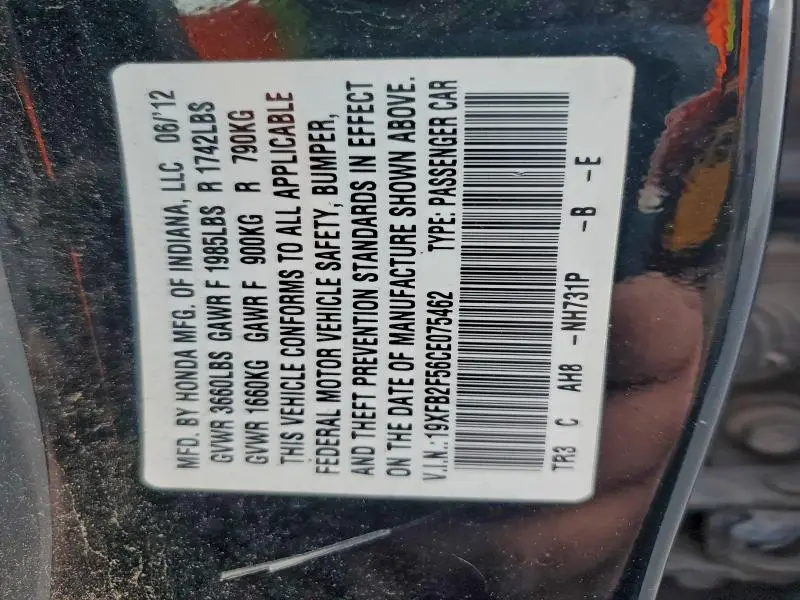 MFD. BY HONDA MFG. OF INDIANA, LLC 06/'12
GVWR 3660LBS GAWR F 1985LBS R 1742LBS
GVWR 1660KG GAWR F 900KG R 790KG
THIS VEHICLE CONFORMS TO ALL APPLICABLE
FEDERAL MOTOR VEHICLE SAFETY, BUMPER,
AND THEFT PREVENTION STANDARDS IN EFFECT
ON THE DATE OF MANUFACTURE SHOWN ABOVE.
V.I.N.:19XFB2F56CE075462 TYPE: PASSENGER CAR
TR3 C AH8 -NH731P -B -E